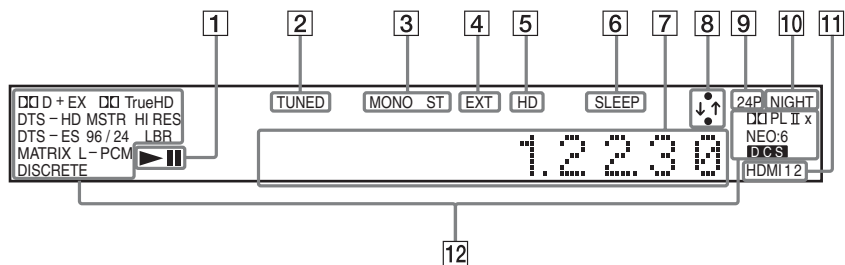 1 2 3 4 5 6 7 8 9 10 11
TUNED MONO ST EXT HD SLEEP 24P NIGHT
D + EX TrueHD
DTS – HD MSTR HI RES
DTS – ES 96 / 24 LBR
MATRIX L – PCM
DISCRETE
1.2 2.3 0
PL II x
NEO:6
D C S
HDMI 1 2
12